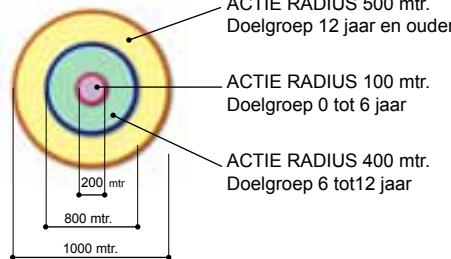 ACTIE RADIUS 500 mtr.
Doelgroep 12 jaar en ouder
ACTIE RADIUS 100 mtr.
Doelgroep 0 tot 6 jaar
ACTIE RADIUS 400 mtr.
Doelgroep 6 tot12 jaar
200 mtr
800 mtr.
1000 mtr.